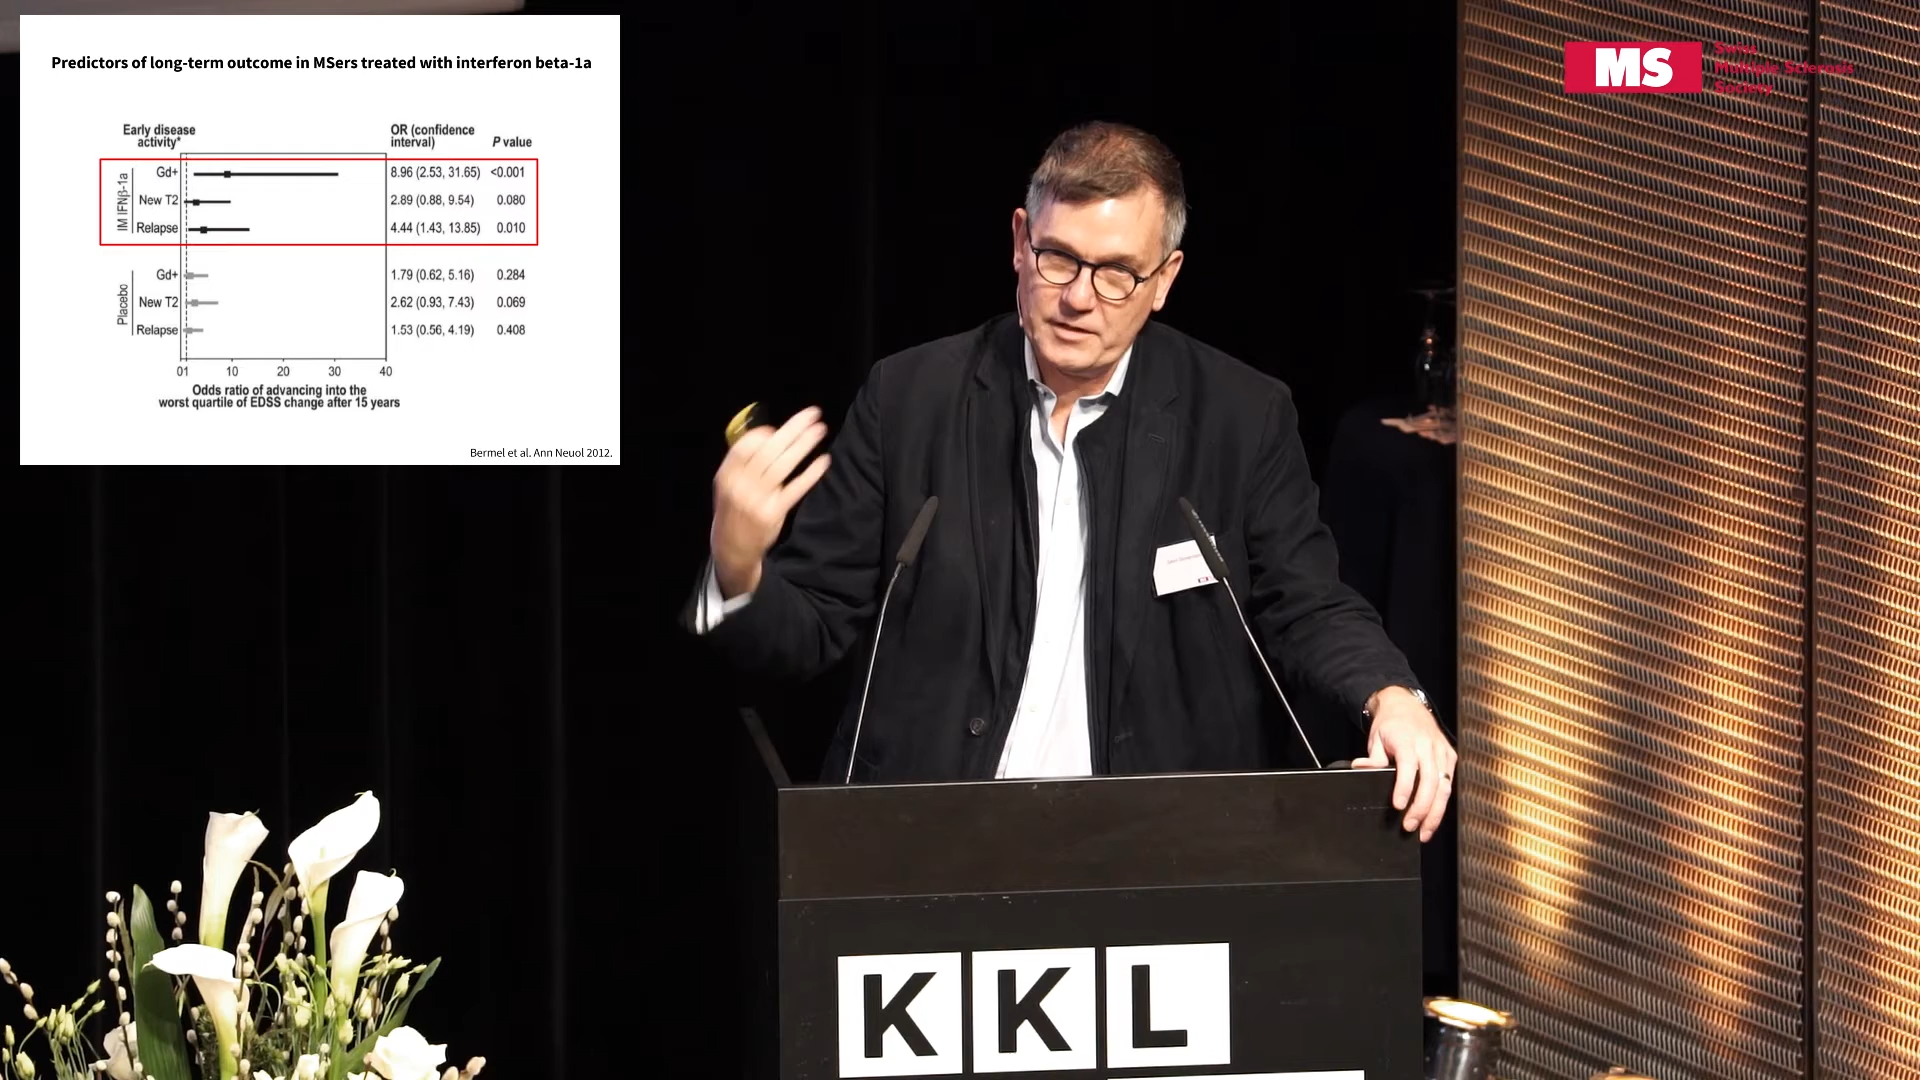 Predictors of long-term outcome in MSers treated with interferon beta-1a
Early disease
activity*
OR (confidence
interval)
P value
IM IFNβ-1a
Gd+ 8.96 (2.53, 31.65) <0.001
New T2 2.89 (0.88, 9.54) 0.080
Relapse 4.44 (1.43, 13.85) 0.010
Placebo
Gd+ 1.79 (0.62, 5.16) 0.284
New T2 2.62 (0.93, 7.43) 0.069
Relapse 1.53 (0.56, 4.19) 0.408
01 10 20 30 40
Odds ratio of advancing into the
worst quartile of EDSS change after 15 years
Bermel et al. Ann Neuol 2012.
MS
Swiss
Multiple Sclerosis
Society
KKL